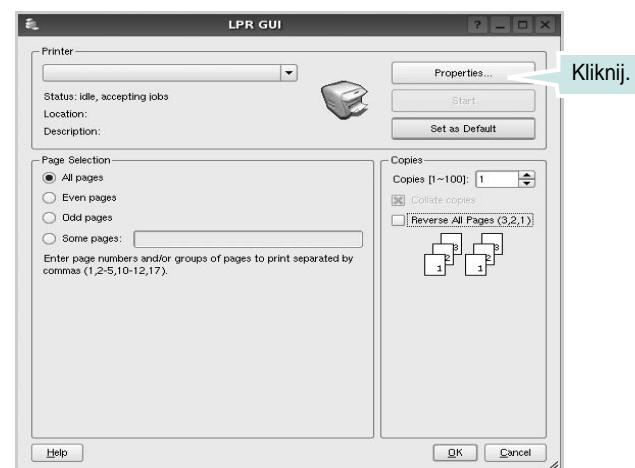 LPR GUI
Printer
Properties...
Kliknij.
Status: idle, accepting jobs
Start
Location:
Description:
Set as Default
Page Selection
All pages
Even pages
Odd pages
Some pages:
Enter page numbers and/or groups of pages to print separated by
commas (1,2-5,10-12,17).
Copies
Copies [1~100]: 1
Collate copies
Reverse All Pages (3,2,1)
3 3
2 2
1 1
Help
OK
Cancel